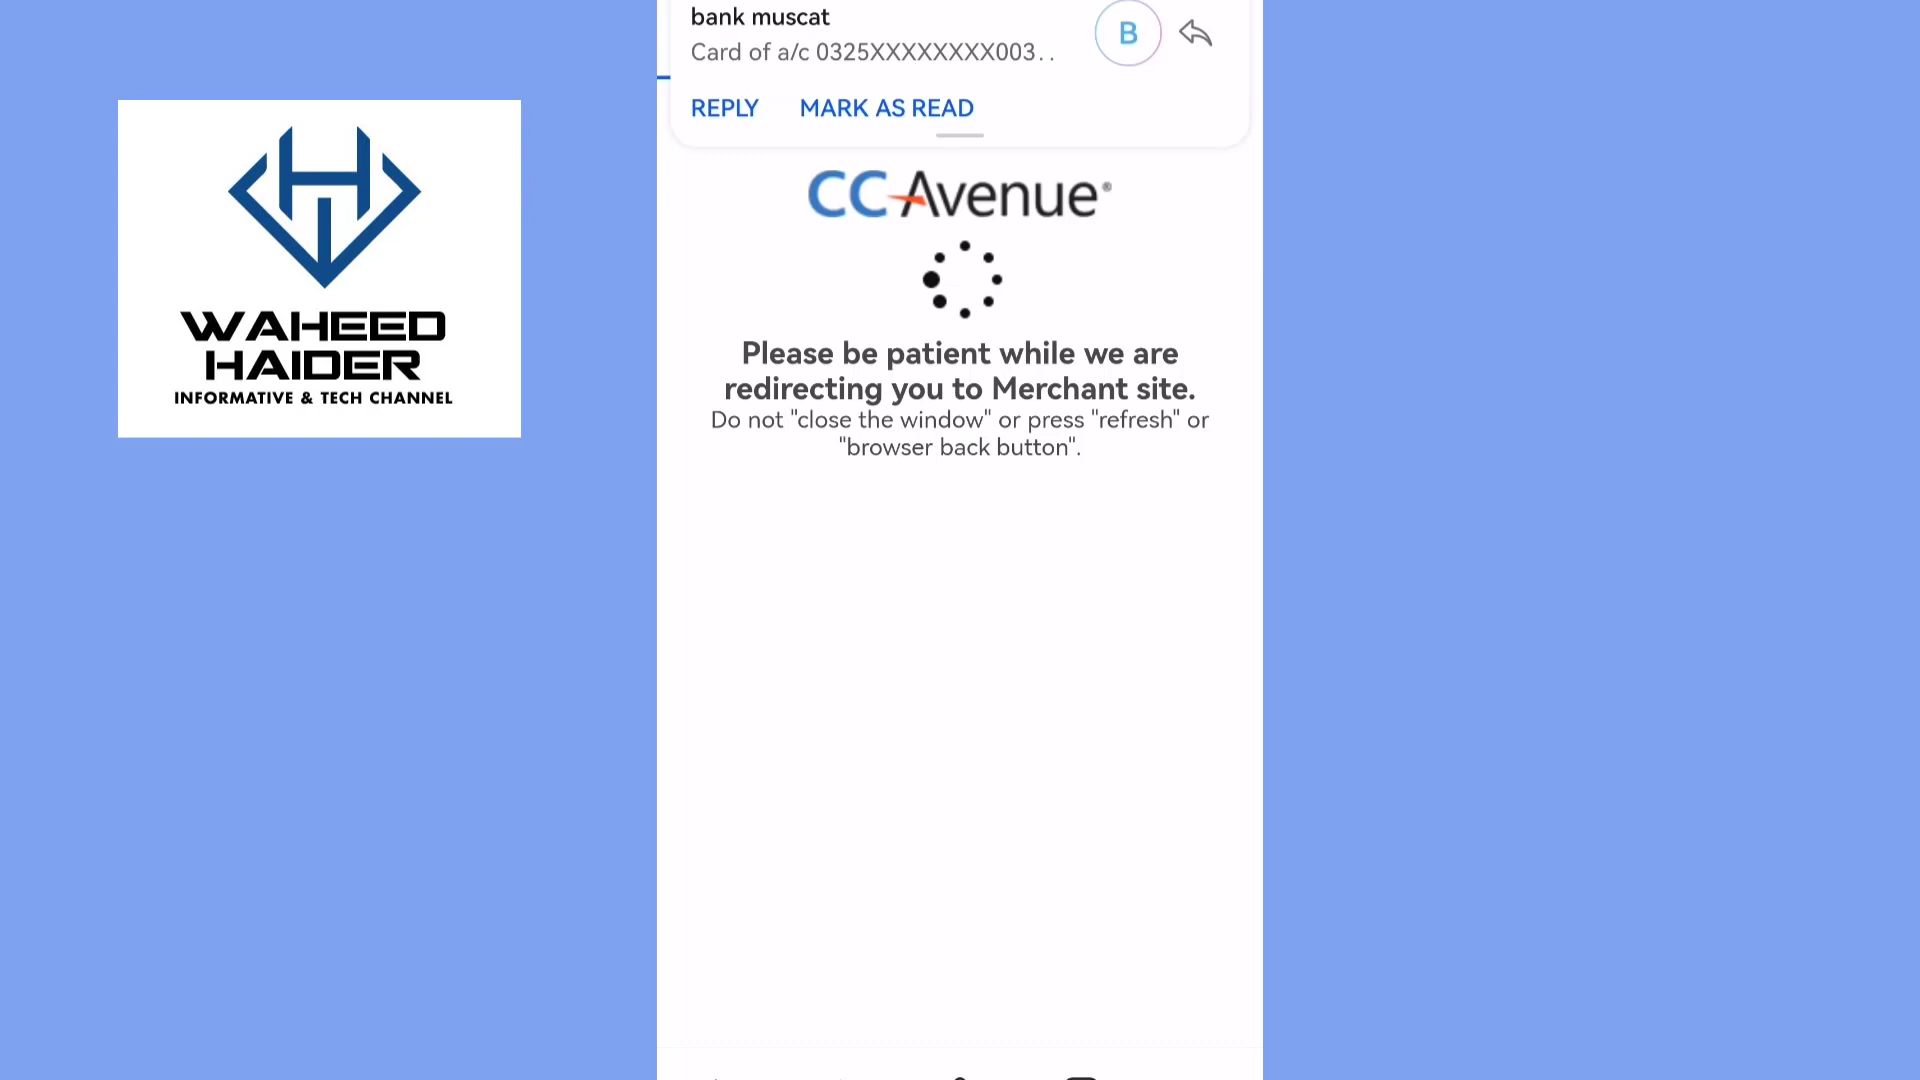 bank muscat
Card of a/c 0325XXXXXXXX003..
B
REPLY MARK AS READ
CCAvenue®
Please be patient while we are
redirecting you to Merchant site.
Do not "close the window" or press "refresh" or
"browser back button".
WAHEED
HAIDER
INFORMATIVE & TECH CHANNEL